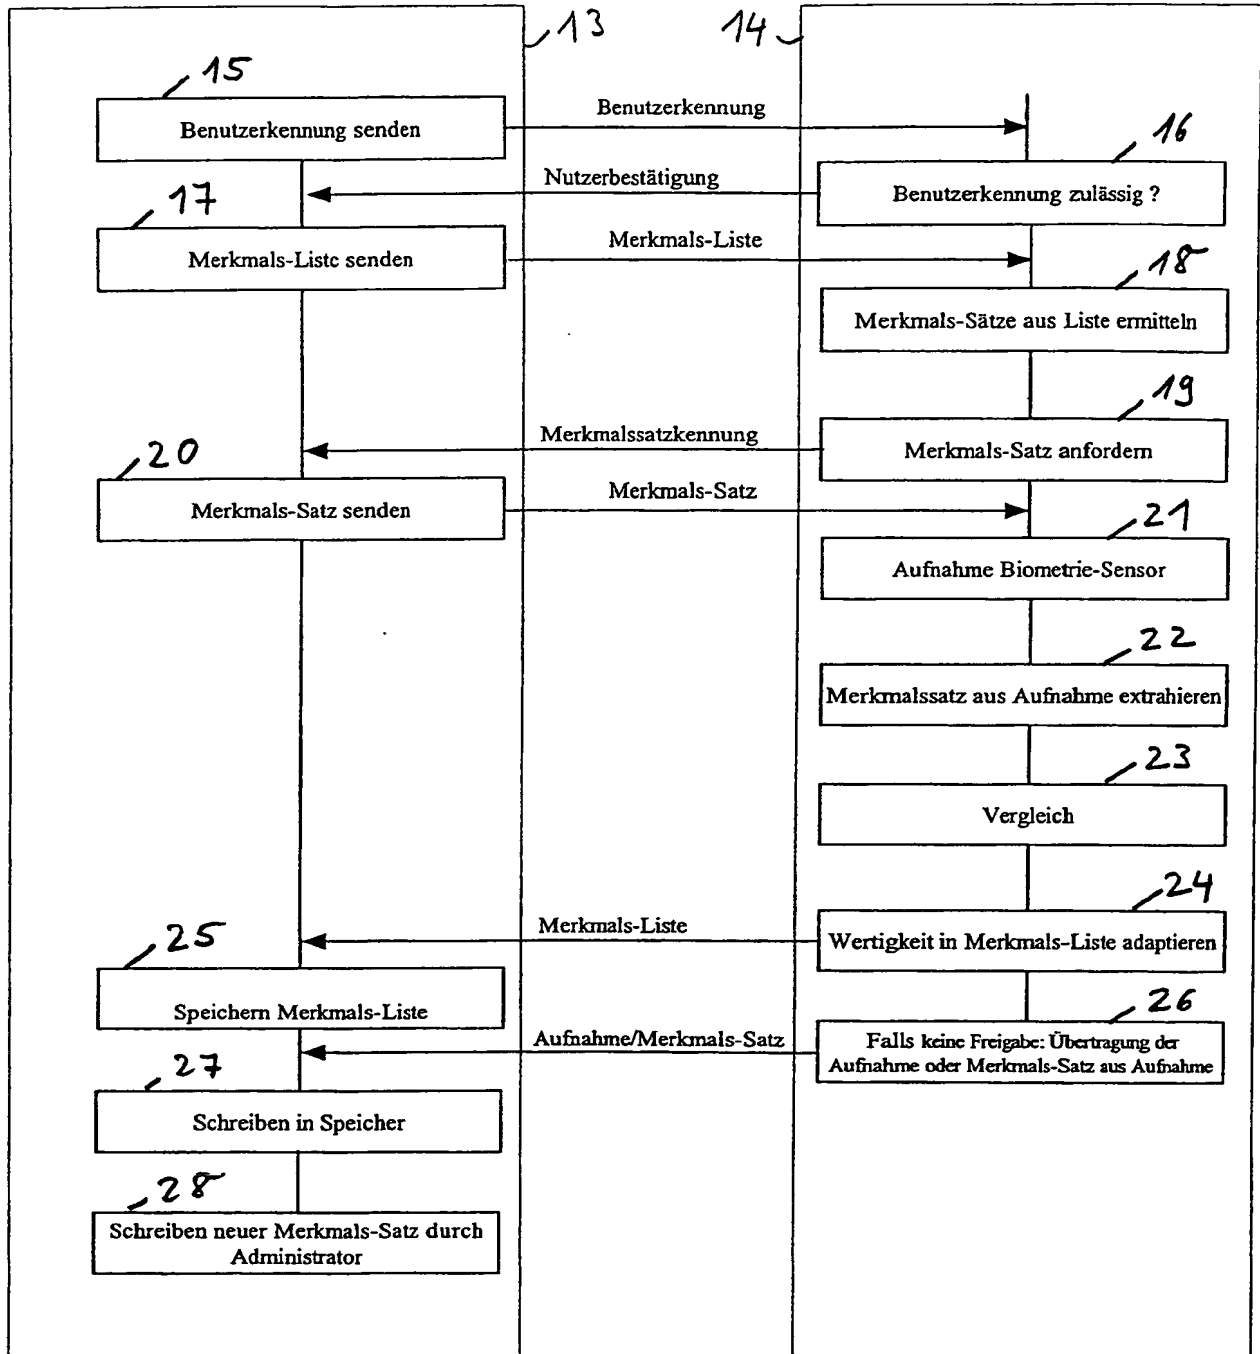 13
14
15
Benutzerkennung senden
Benutzerkennung
16
Nutzerbestätigung
Benutzerkennung zulässig ?
17
Merkmals-Liste senden
Merkmals-Liste
18
Merkmals-Sätze aus Liste ermitteln
19
Merkmalssatzkennung
Merkmals-Satz anfordern
20
Merkmals-Satz senden
Merkmals-Satz
21
Aufnahme Biometrie-Sensor
22
Merkmalssatz aus Aufnahme extrahieren
23
Vergleich
24
Merkmals-Liste
Wertigkeit in Merkmals-Liste adaptieren
25
Speichern Merkmals-Liste
26
Aufnahme/Merkmals-Satz
Falls keine Freigabe: Übertragung der
Aufnahme oder Merkmals-Satz aus Aufnahme
27
Schreiben in Speicher
28
Schreiben neuer Merkmals-Satz durch
Administrator